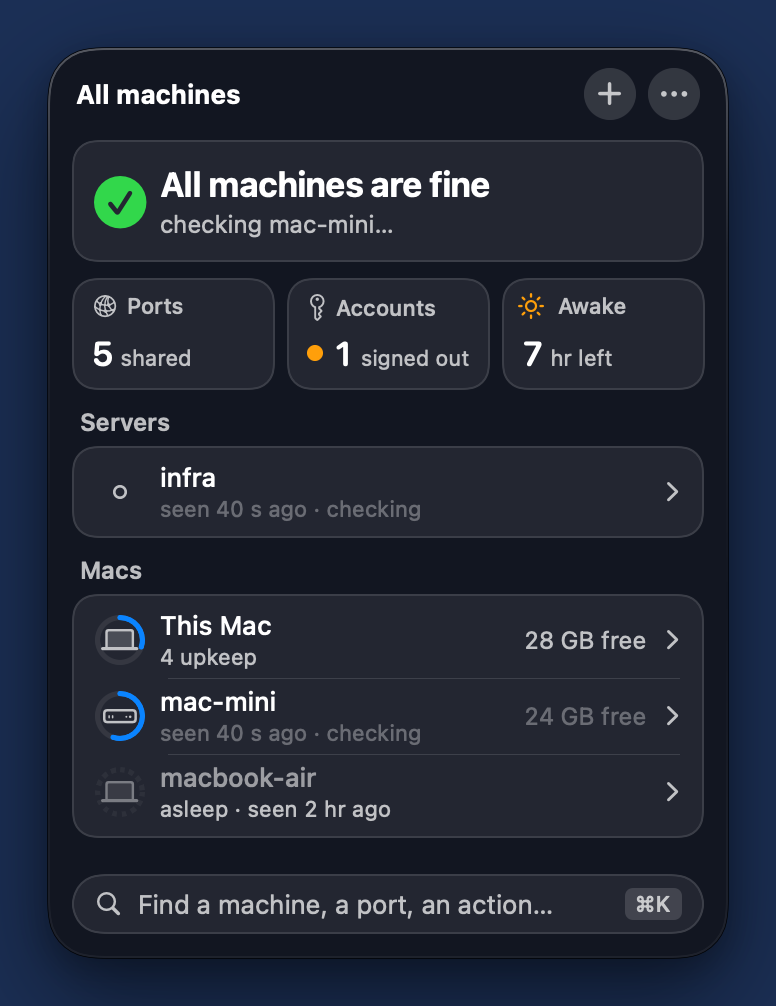 All machines
All machines are fine
checking mac-mini...
Ports
5 shared
Accounts
1 signed out
Awake
7 hr left
Servers
infra
seen 40 s ago · checking
Macs
This Mac
28 GB free
4 upkeep
mac-mini
24 GB free
seen 40 s ago · checking
macbook-air
asleep · seen 2 hr ago
Find a machine, a port, an action... ⌘K